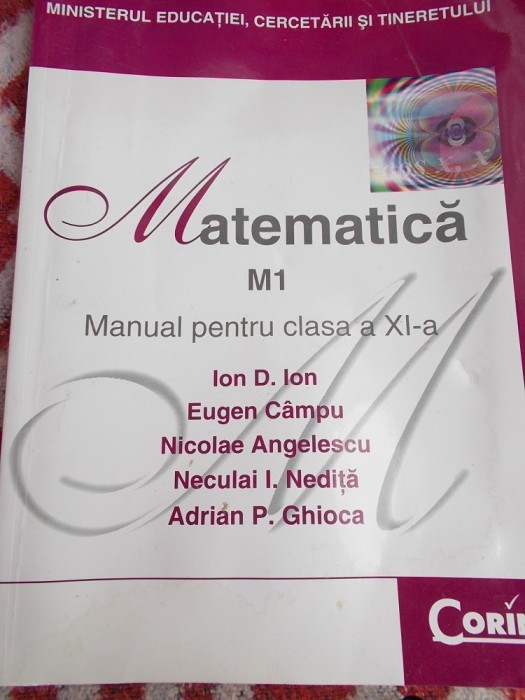 MINISTERUL EDUCAȚIEI, CERCETĂRII ȘI TINERETULUI
Matematică
M1
Manual pentru clasa a XI-a
Ion D. Ion
Eugen Câmpu
Nicolae Angelescu
Neculai I. Nediță
Adrian P. Ghioca